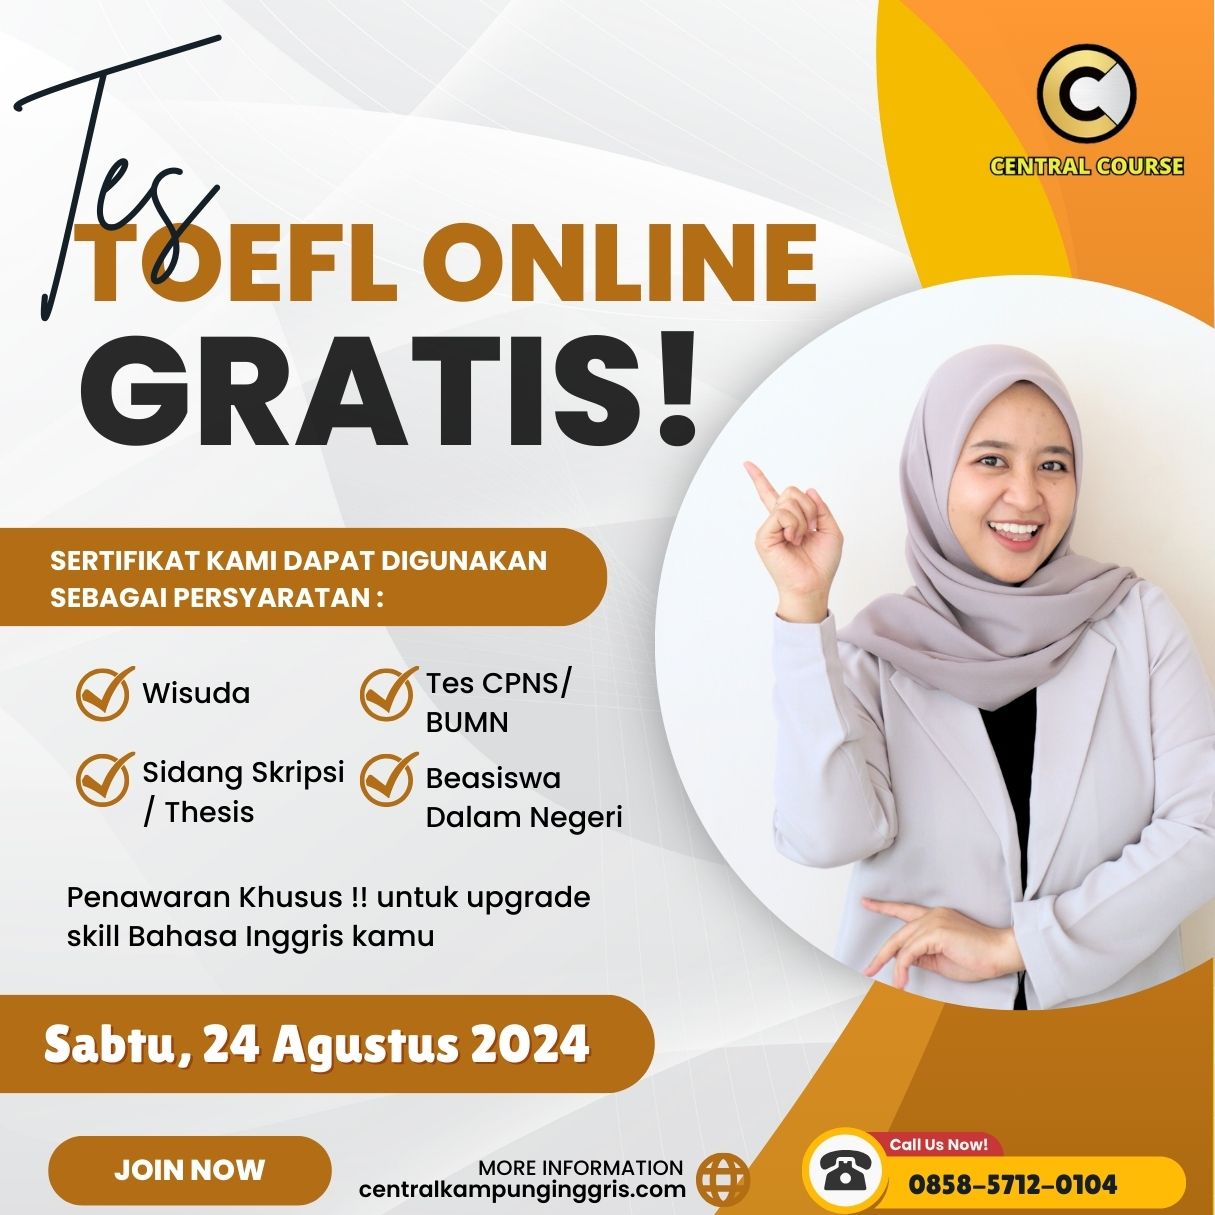 Tes
TOEFL ONLINE
GRATIS!
C
CENTRAL COURSE
SERTIFIKAT KAMI DAPAT DIGUNAKAN
SEBAGAI PERSYARATAN :
Wisuda
Sidang Skripsi
/ Thesis
Tes CPNS/
BUMN
Beasiswa
Dalam Negeri
Penawaran Khusus !! untuk upgrade
skill Bahasa Inggris kamu
Sabtu, 24 Agustus 2024
JOIN NOW
MORE INFORMATION
centralkampunginggris.com
Call Us Now!
0858-5712-0104